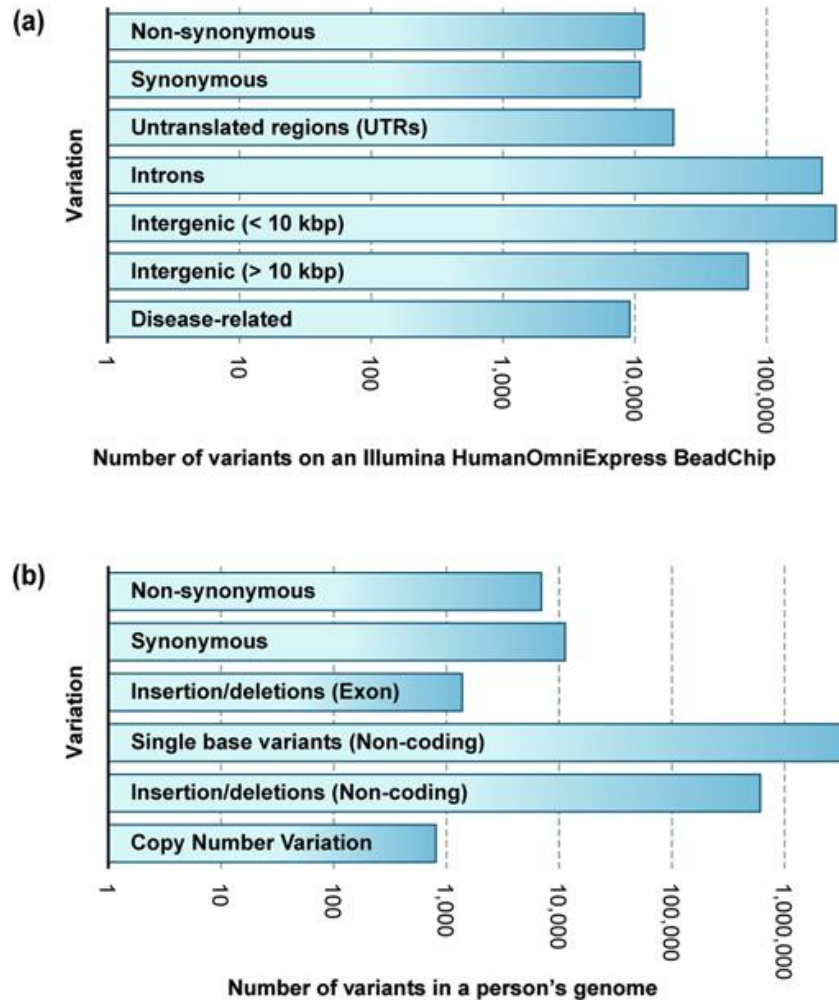 (a)
Variation
Non-synonymous
Synonymous
Untranslated regions (UTRs)
Introns
Intergenic (< 10 kbp)
Intergenic (> 10 kbp)
Disease-related
1
10
100
1,000
10,000
100,000
Number of variants on an Illumina HumanOmniExpress BeadChip
(b)
Variation
Non-synonymous
Synonymous
Insertion/deletions (Exon)
Single base variants (Non-coding)
Insertion/deletions (Non-coding)
Copy Number Variation
1
10
100
1,000
10,000
100,000
1,000,000
Number of variants in a person's genome